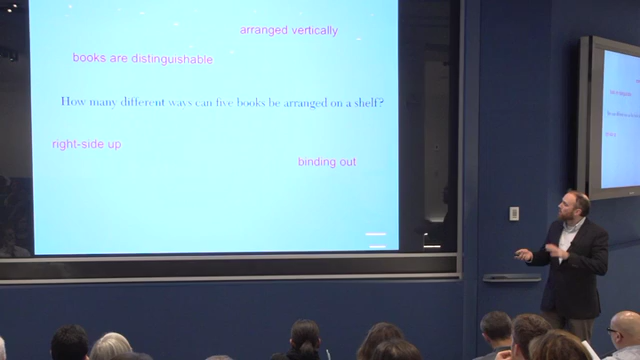 arranged vertically
books are distinguishable
How many different ways can five books be arranged on a shelf?
right-side up
binding out